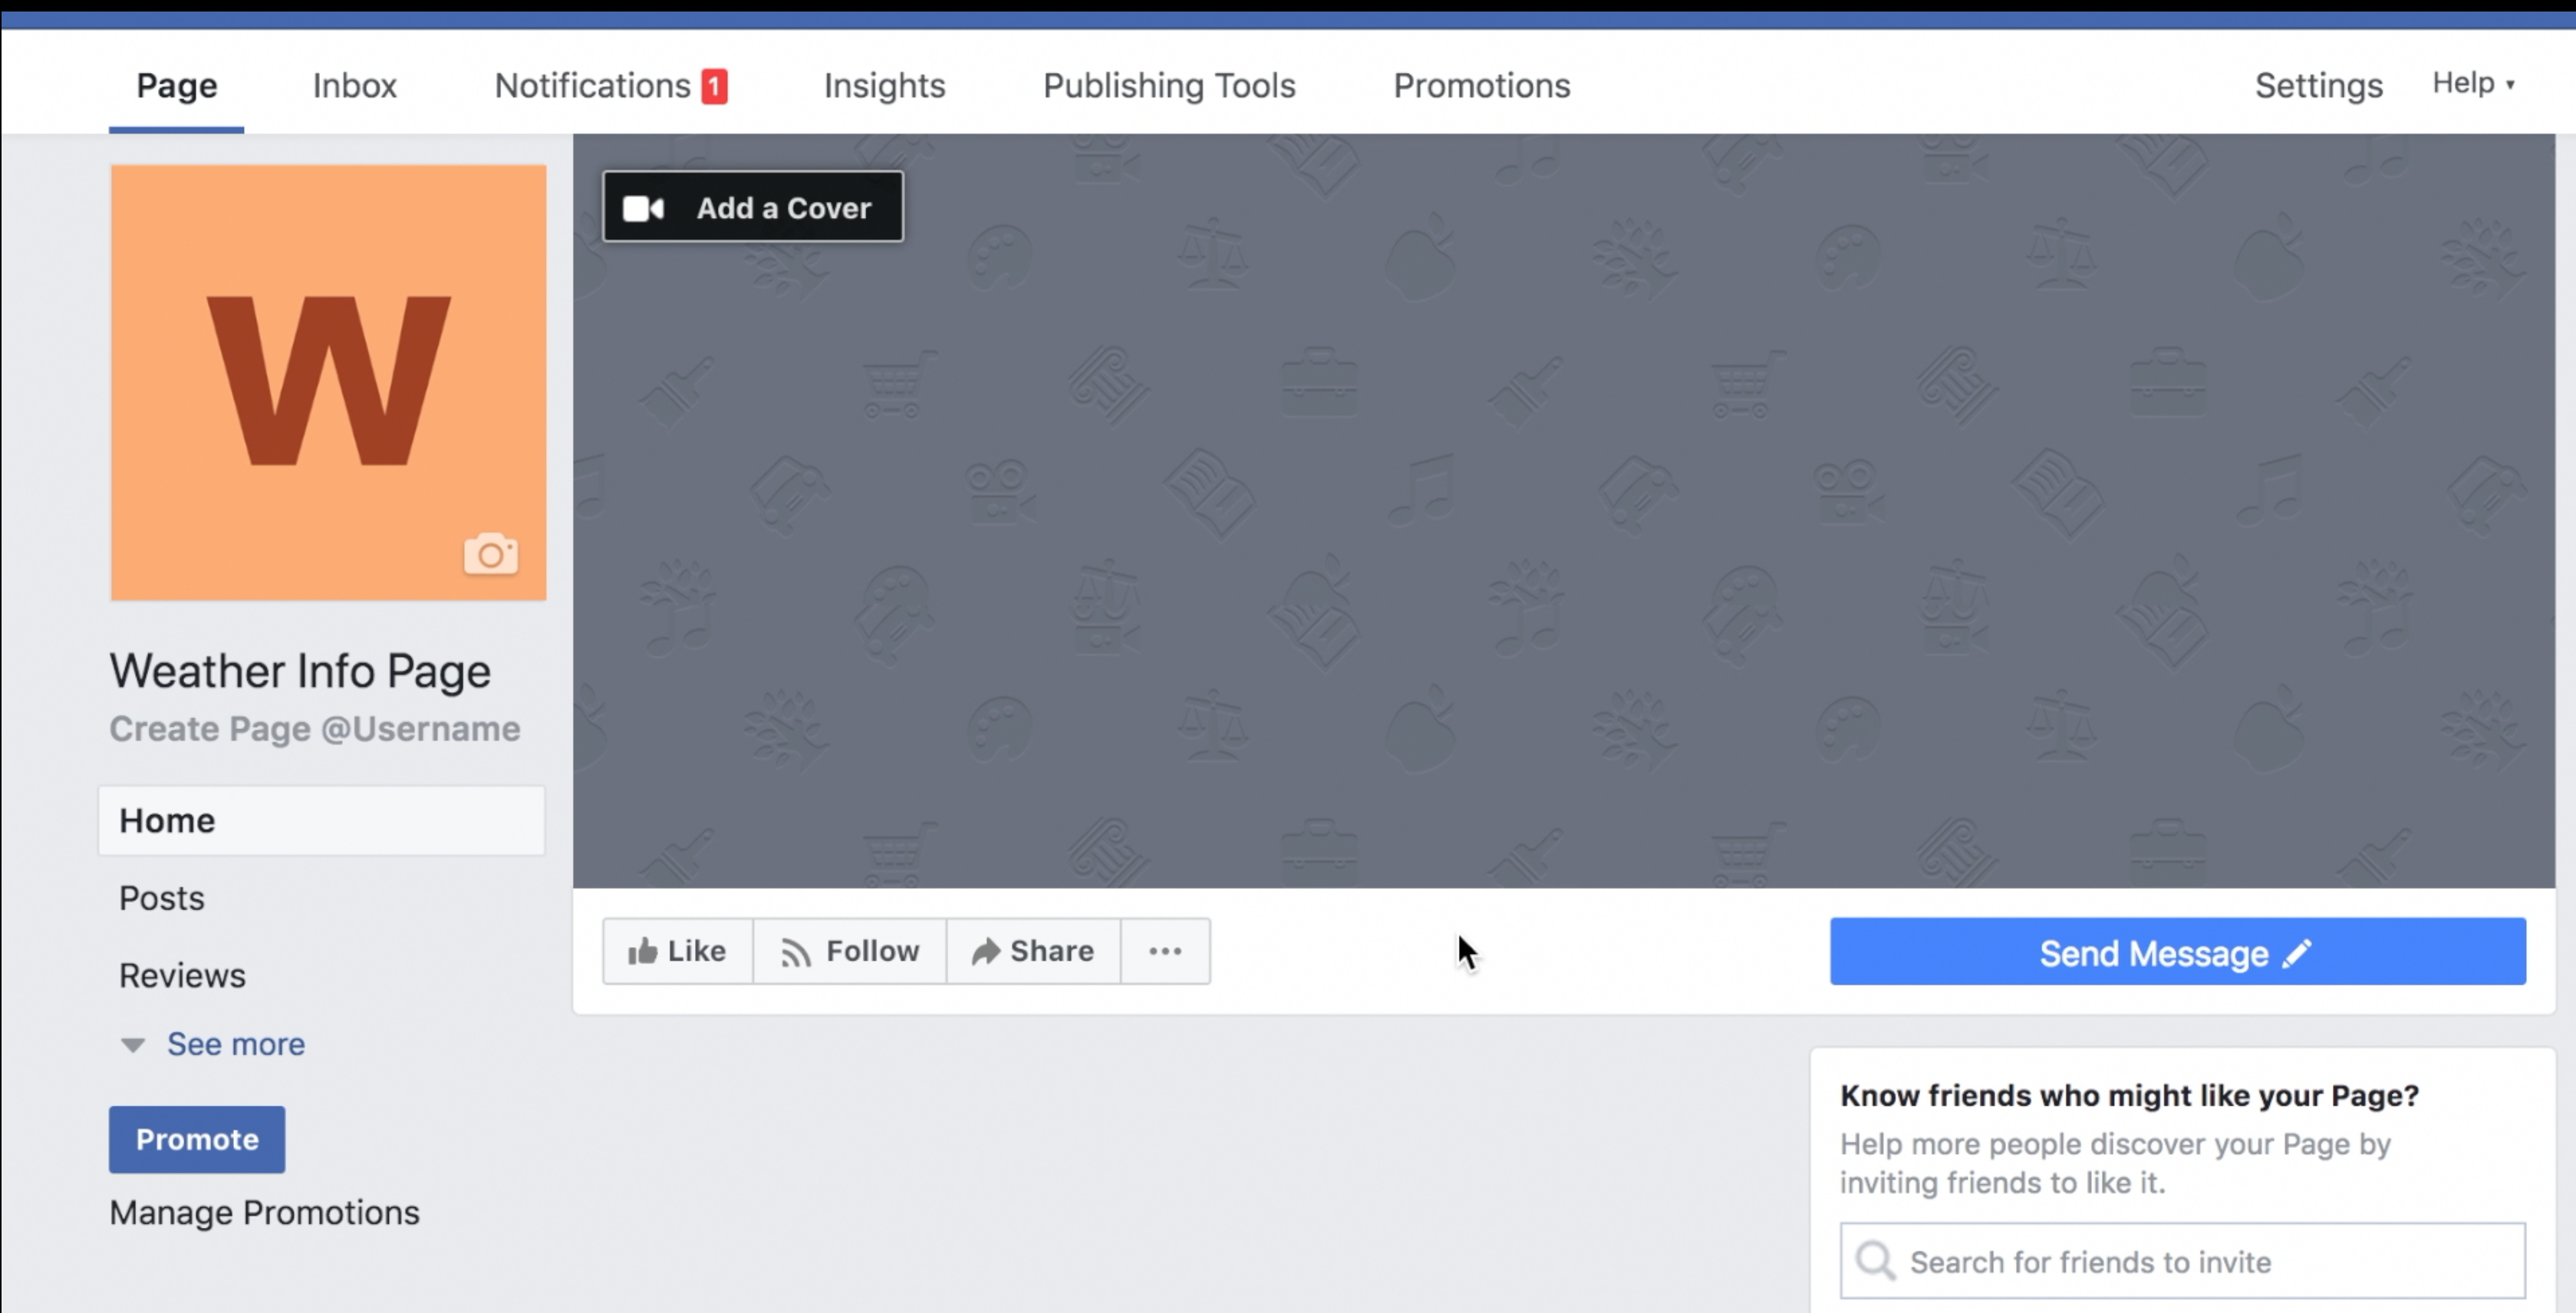 Page Inbox Notifications 1 Insights Publishing Tools Promotions Settings Help
Add a Cover
W
Weather Info Page
Create Page @Username
Home
Posts
Reviews
See more
Promote
Manage Promotions
Like Follow Share ...
Send Message
Know friends who might like your Page?
Help more people discover your Page by
inviting friends to like it.
Search for friends to invite